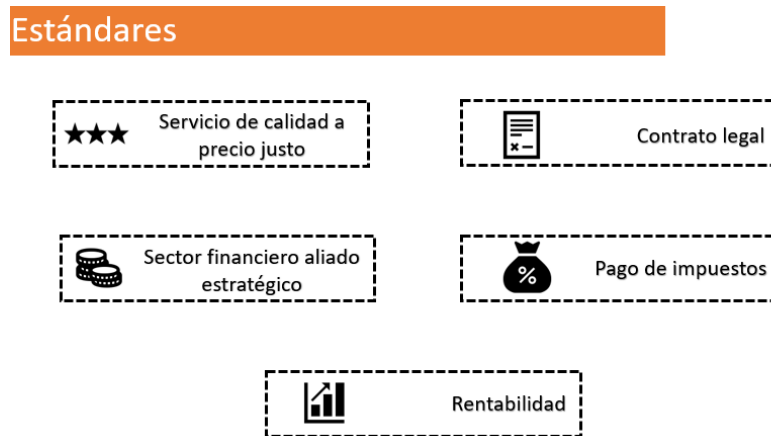 Estándares
Servicio de calidad a
precio justo
Contrato legal
Sector financiero aliado
estratégico
%
Pago de impuestos
Rentabilidad